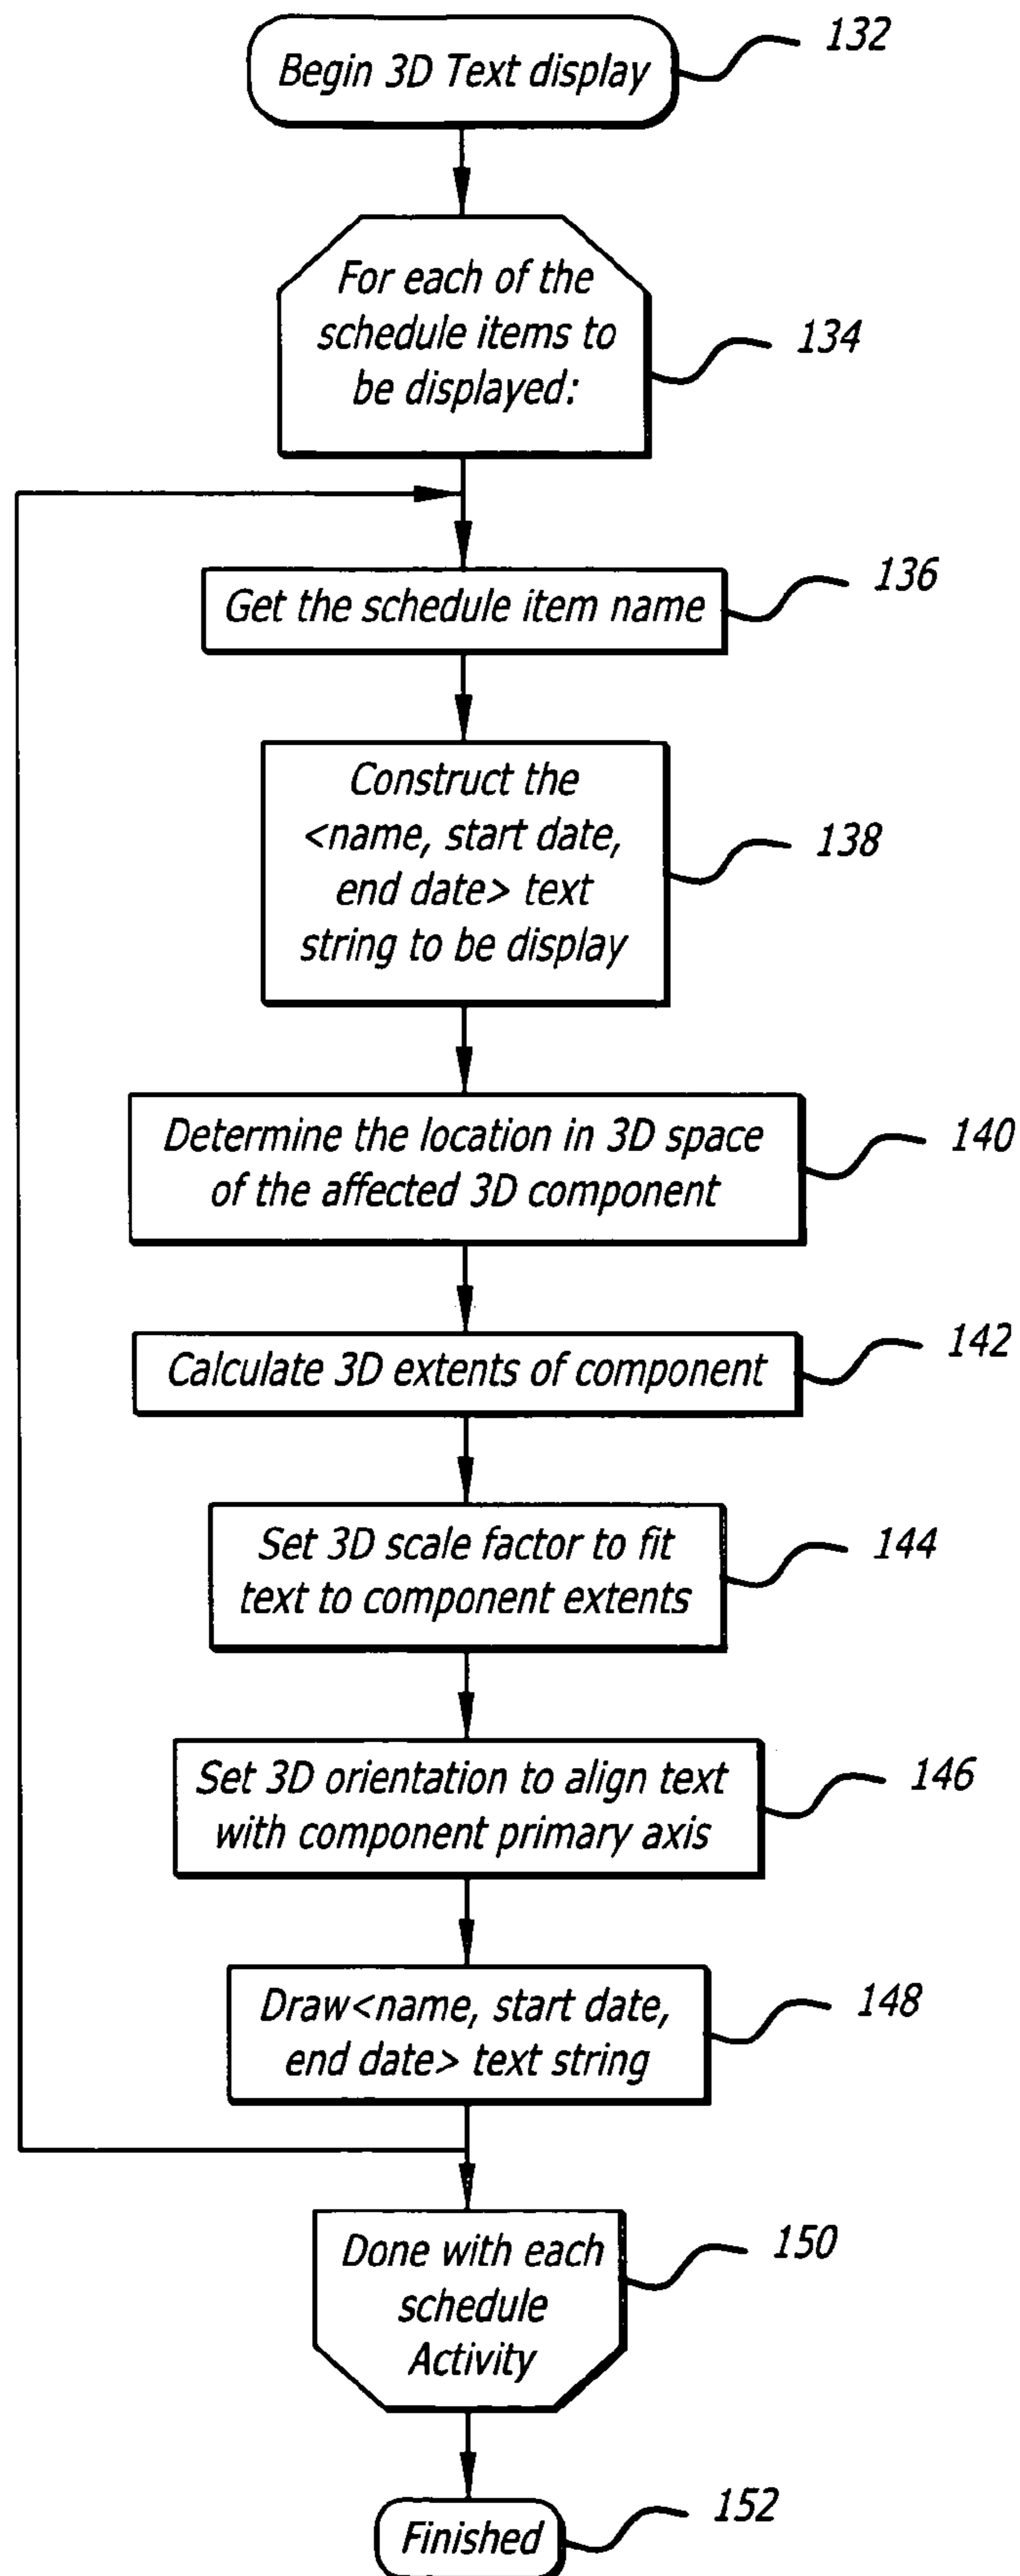 Begin 3D Text display
132
For each of the
schedule items to
be displayed:
134
Get the schedule item name
136
Construct the
<name, start date,
end date> text
string to be display
138
Determine the location in 3D space
of the affected 3D component
140
Calculate 3D extents of component
142
Set 3D scale factor to fit
text to component extents
144
Set 3D orientation to align text
with component primary axis
146
Draw<name, start date,
end date> text string
148
Done with each
schedule
Activity
150
Finished
152